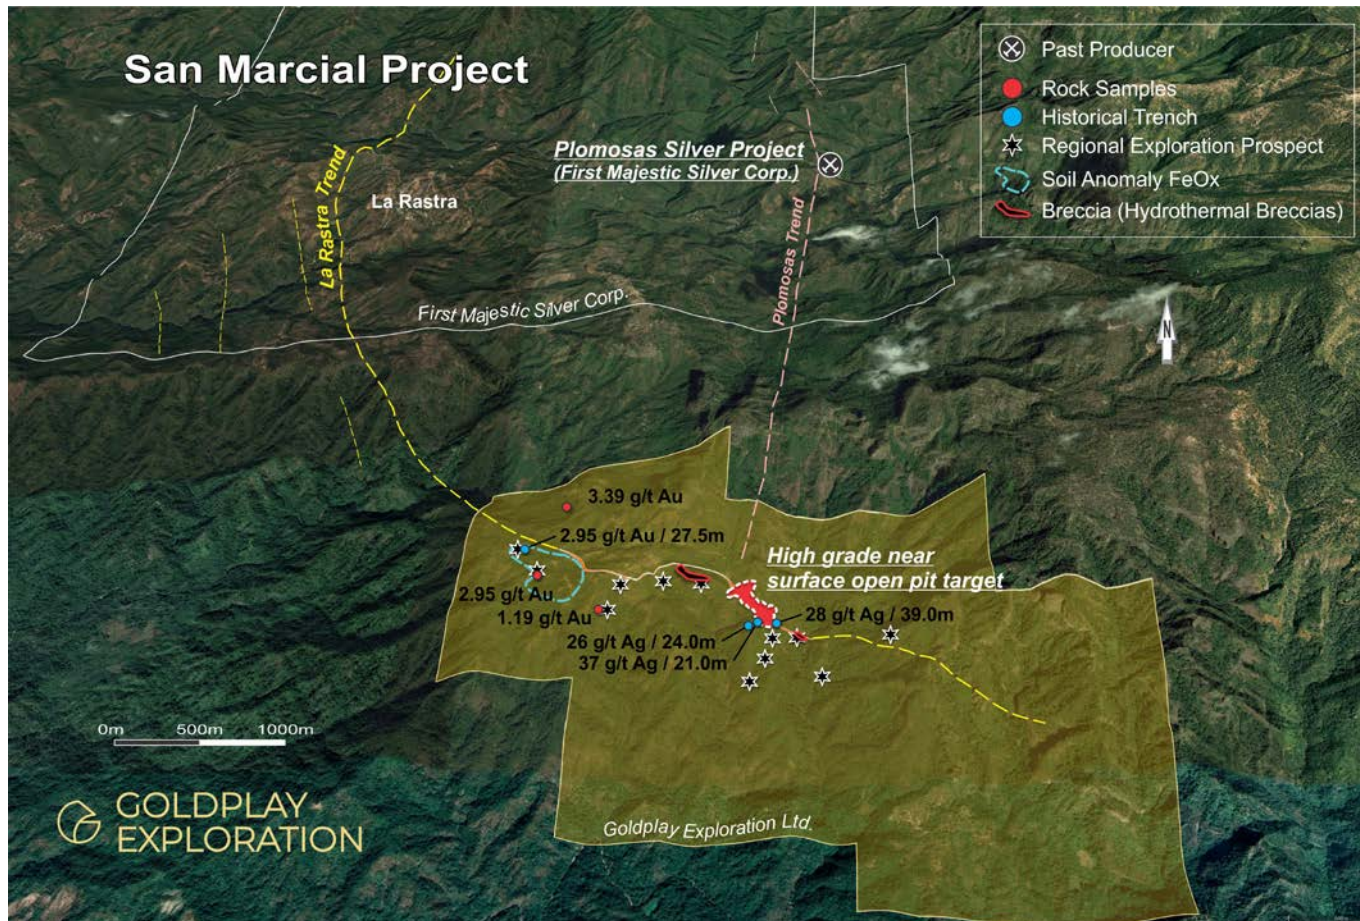 San Marcial Project
Past Producer
Rock Samples
Historical Trench
Regional Exploration Prospect
Soil Anomaly FeOx
Breccia (Hydrothermal Breccias)
Plomosas Silver Project
(First Majestic Silver Corp.)
La Rastra Trend
La Rastra
Plomosas Trend
First Majestic Silver Corp.
N
3.39 g/t Au
2.95 g/t Au / 27.5m
High grade near
surface open pit target
2.95 g/t Au
1.19 g/t Au
28 g/t Ag / 39.0m
26 g/t Ag / 24.0m
37 g/t Ag / 21.0m
0m 500m 1000m
GOLDPLAY
EXPLORATION
Goldplay Exploration Ltd.